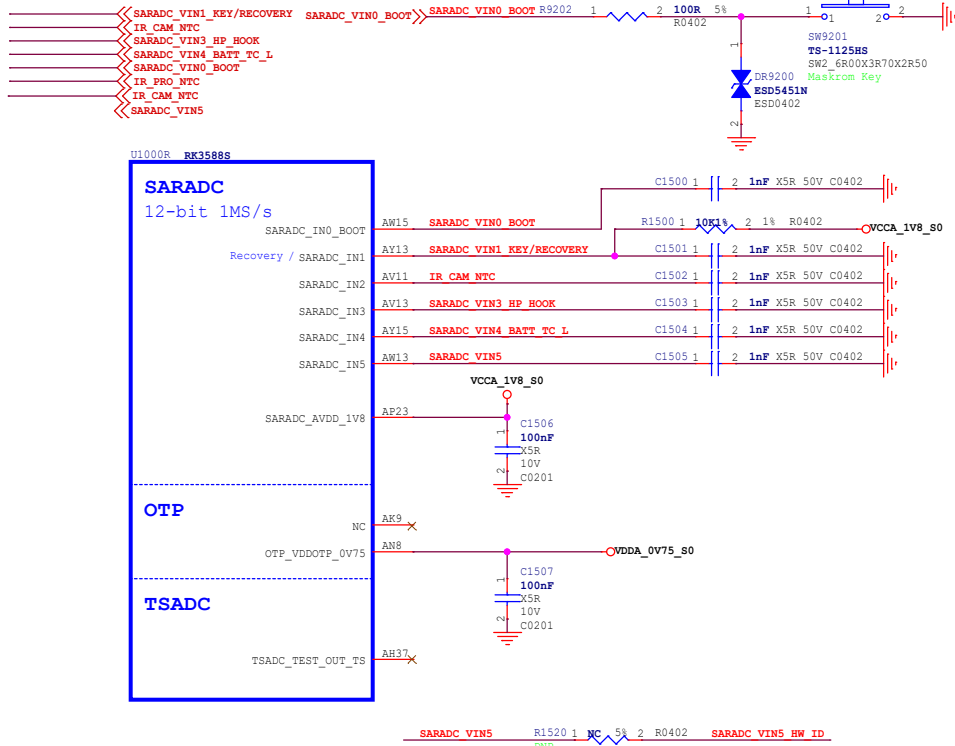 SARADC_VIN1_KEY/RECOVERY
IR_CAM_NTC
SARADC_VIN3_HP_HOOK
SARADC_VIN4_BATT_TC_L
SARADC_VIN0_BOOT
IR_PRO_NTC
IR_CAM_NTC
SARADC_VIN5
SARADC_VIN0_BOOT SARADC_VIN0_BOOT R9202 1 2 100R 5% R0402
1 2 1 2
SW9201
TS-1125HS
SW2_6R00X3R70X2R50
Maskrom Key
1
DR9200
ESD5451N
ESD0402
2
U1000R RK3588S
SARADC
12-bit 1MS/s
SARADC_IN0_BOOT AW15 SARADC_VIN0_BOOT C1500 1 2 1nF X5R 50V C0402
R1500 1 10K1% 2 1% R0402 VCCA_1V8_S0
Recovery / SARADC_IN1 AY13 SARADC_VIN1_KEY/RECOVERY C1501 1 2 1nF X5R 50V C0402
SARADC_IN2 AV11 IR_CAM_NTC C1502 1 2 1nF X5R 50V C0402
SARADC_IN3 AV13 SARADC_VIN3_HP_HOOK C1503 1 2 1nF X5R 50V C0402
SARADC_IN4 AY15 SARADC_VIN4_BATT_TC_L C1504 1 2 1nF X5R 50V C0402
SARADC_IN5 AW13 SARADC_VIN5 C1505 1 2 1nF X5R 50V C0402
VCCA_1V8_S0
SARADC_AVDD_1V8 AP23
1
C1506
100nF
X5R
10V
2
C0201
OTP
NC AK9
OTP_VDDOTP_0V75 AN8 VDDA_0V75_S0
1
C1507
100nF
X5R
10V
2
C0201
TSADC
TSADC_TEST_OUT_TS AH37
SARADC_VIN5 R1520 1 NC 5% 2 R0402 SARADC_VIN5_HW_ID